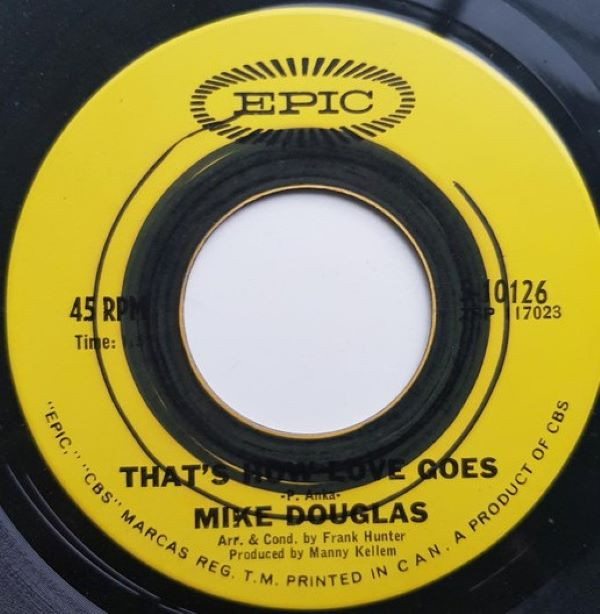 EPIC
45 RPM
Time:
5-10126
ZSP 17023
THAT'S HOW LOVE GOES
-P. Anka-
MIKE DOUGLAS
Arr. & Cond. by Frank Hunter
Produced by Manny Kellem
"EPIC," "CBS" MARCAS REG. T.M. PRINTED IN CAN. A PRODUCT OF CBS